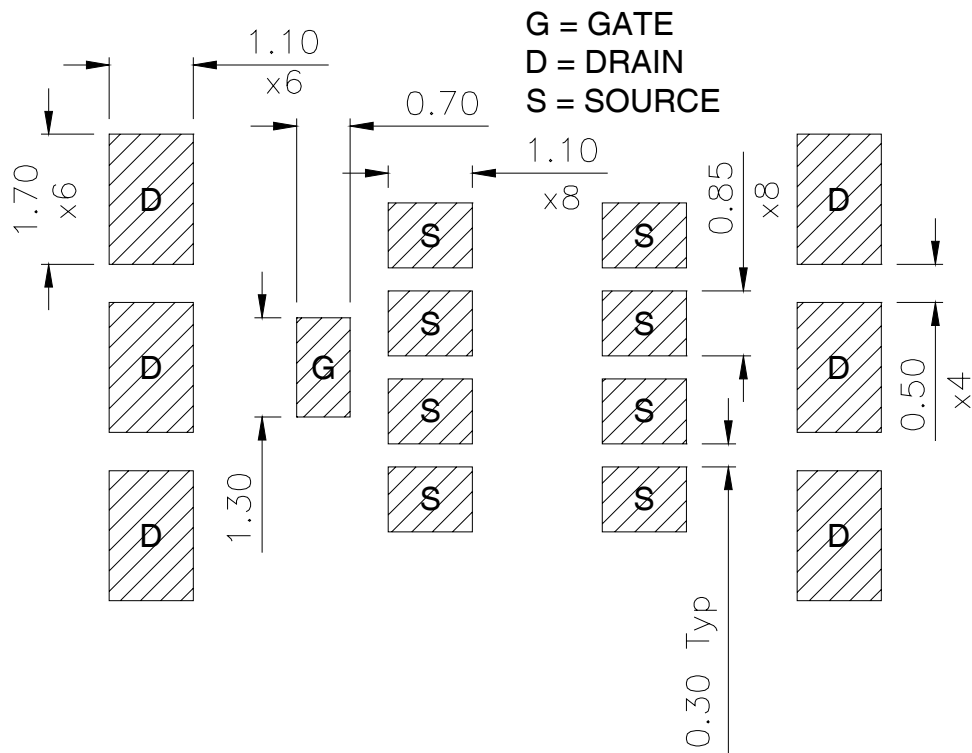 G = GATE
D = DRAIN
S = SOURCE
1.10
x6
0.70
1.10
x8
1.70
x6
0.85
x8
D
D
S
S
S
S
D
G
D
0.50
x4
S
S
1.30
S
S
D
D
0.30 Typ